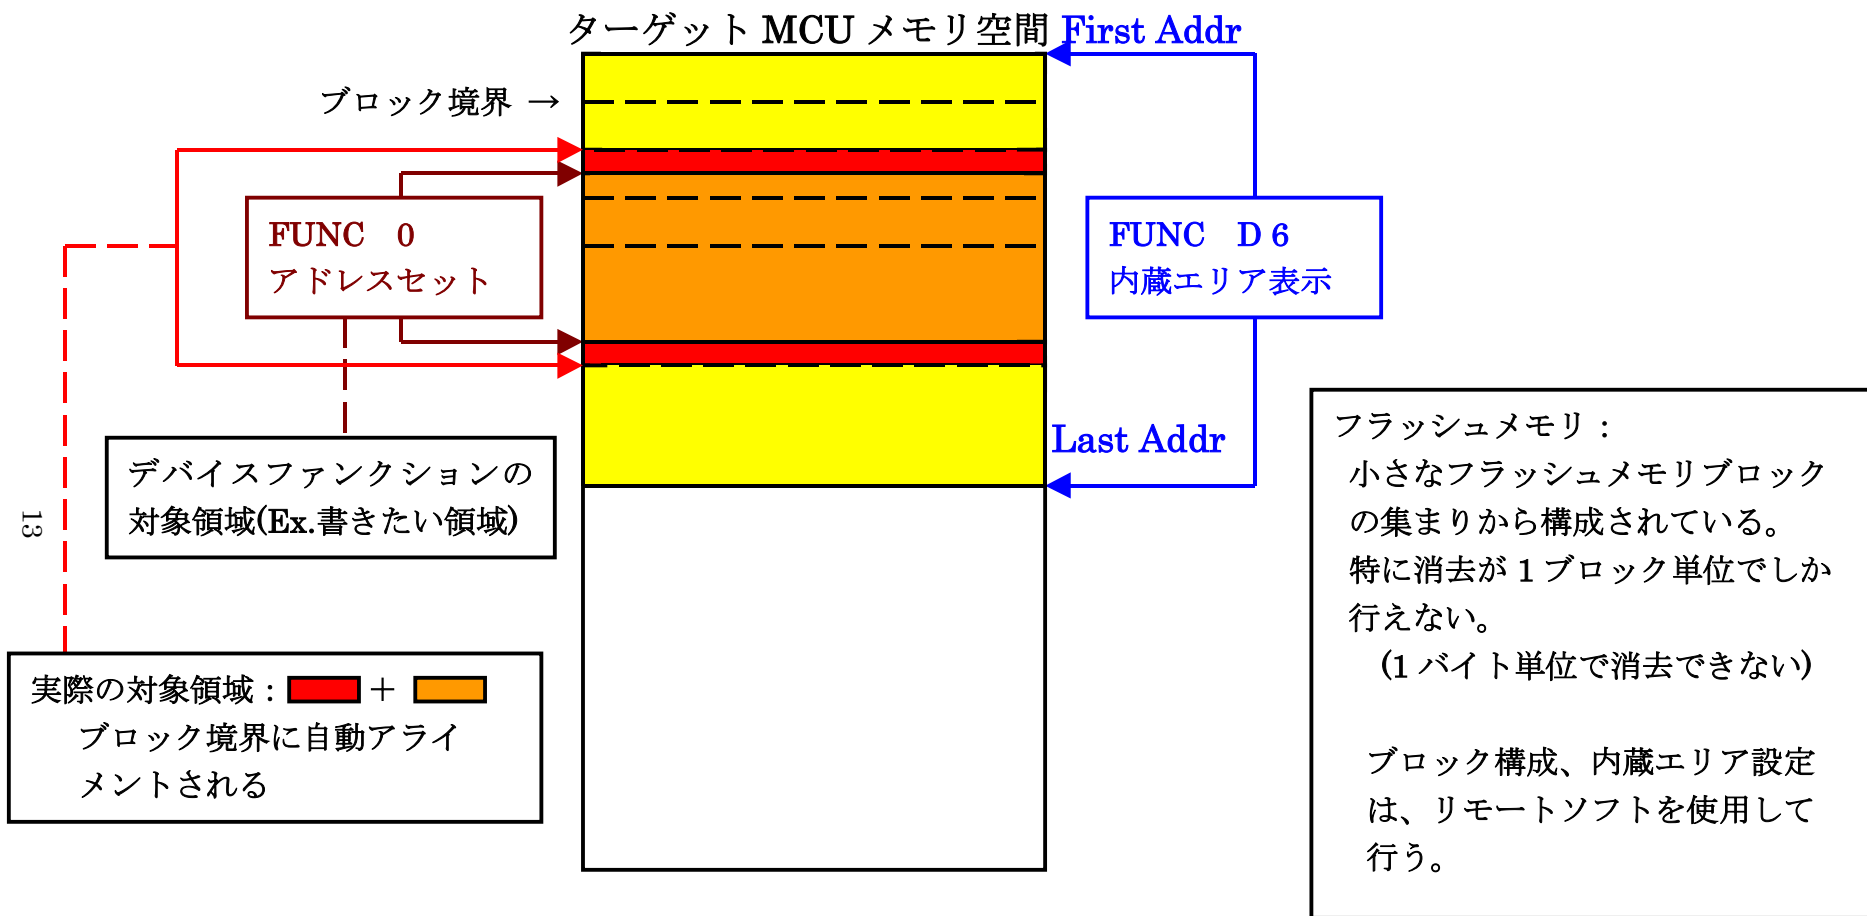 ターゲット MCU メモリ空間 First Addr
ブロック境界 →
FUNC 0
アドレスセット
FUNC D 6
内蔵エリア表示
Last Addr
デバイスファンクションの
対象領域(Ex.書きたい領域)
13
実際の対象領域 : +
ブロック境界に自動アライ
メントされる
フラッシュメモリ :
小さなフラッシュメモリブロック
の集まりから構成されている。
特に消去が 1 ブロック単位でしか
行えない。
(1 バイト単位で消去できない)
ブロック構成、内蔵エリア設定
は、リモートソフトを使用して
行う。